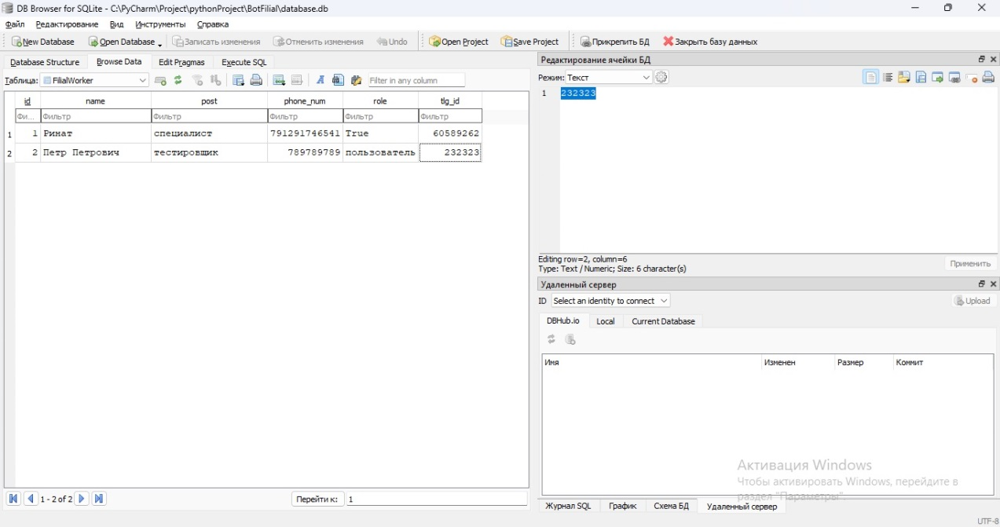 DB Browser for SQLite - C:\PyCharm\Project\pythonProject\BotFilial\database.db
Файл Редактирование Вид Инструменты Справка
New Database Open Database Записать изменения Отменить изменения Undo Open Project Save Project Прикрепить БД Закрыть базу данных
Database Structure Browse Data Edit Pragmas Execute SQL
Таблица: FilialWorker Filter in any column
id name post phone_num role tlg_id
Фи... Фильтр Фильтр Фильтр Фильтр Фильтр
1 1 Ринат специалист 791291746541 True 60589262
2 2 Петр Петрович тестировщик 789789789 пользователь 232323
1 - 2 of 2 Перейти к: 1
Редактирование ячейки БД
Режим: Текст
1 232323
Editing row=2, column=6
Type: Text / Numeric; Size: 6 character(s)
Применить
Удаленный сервер
ID Select an identity to connect Upload
DBHub.io Local Current Database
Имя Изменен Размер Коммит
Активация Windows
Чтобы активировать Windows, перейдите в
раздел "Параметры".
Журнал SQL График Схема БД Удаленный сервер
UTF-8